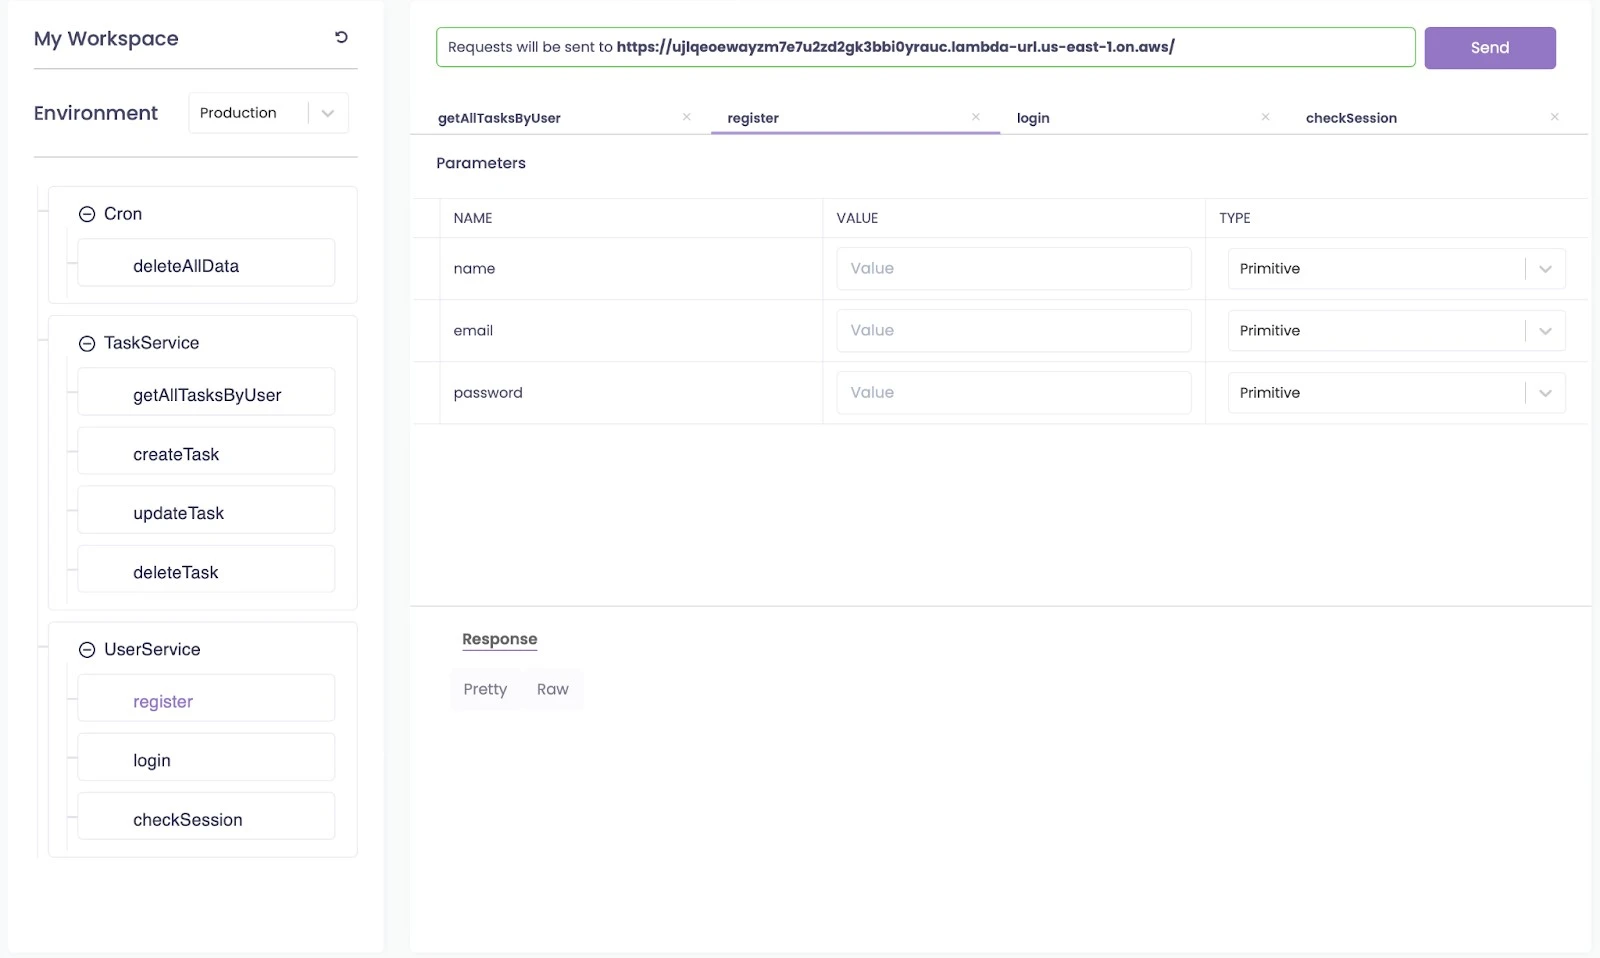 My Workspace
Environment
Production
Cron
deleteAllData
TaskService
getAllTasksByUser
createTask
updateTask
deleteTask
UserService
register
login
checkSession
Requests will be sent to https://ujlqeoewayzm7e7u2zd2gk3bbi0yrauc.lambda-url.us-east-1.on.aws/
Send
getAllTasksByUser × register × login × checkSession ×
Parameters
NAME VALUE TYPE
name Value Primitive
email Value Primitive
password Value Primitive
Response
Pretty Raw